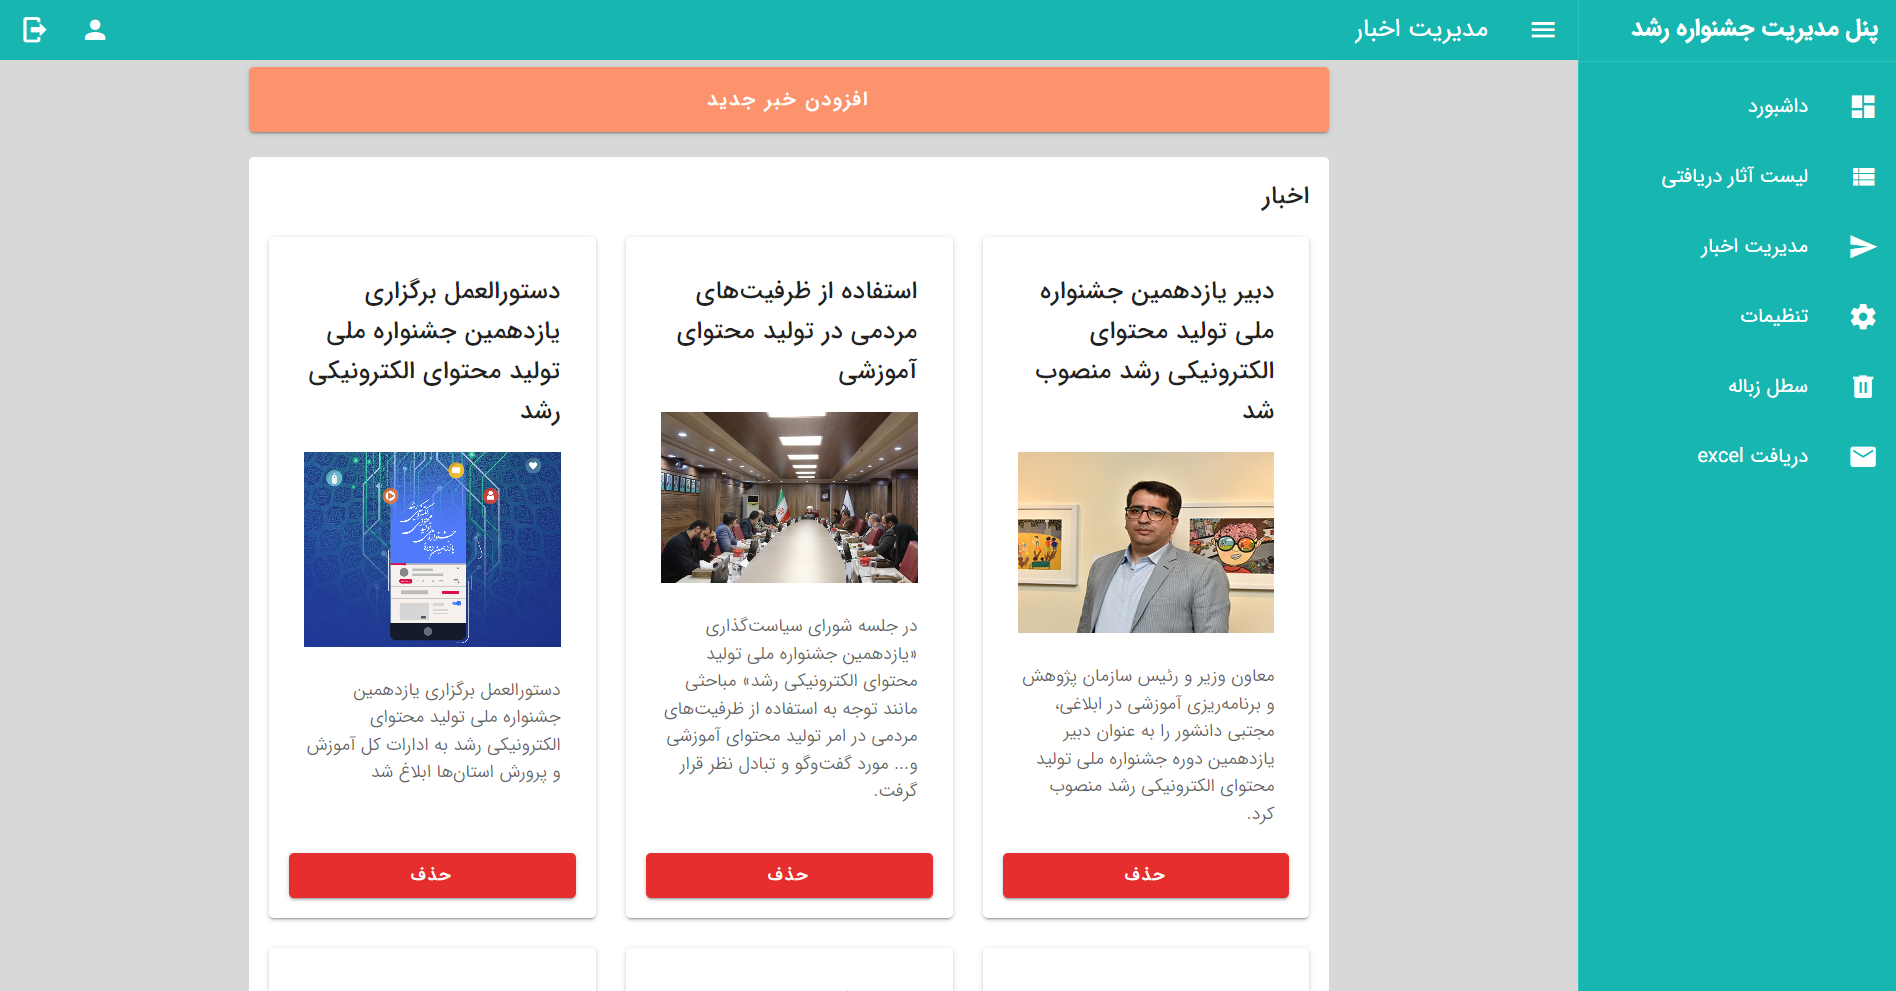 پنل مدیریت جشنواره رشد
مدیریت اخبار
داشبورد
لیست آثار دریافتی
مدیریت اخبار
تنظیمات
سطل زباله
دریافت excel
افزودن خبر جدید
اخبار
دبیر یازدهمین جشنواره
ملی تولید محتوای
الکترونیکی رشد منصوب
شد
معاون وزیر و رئیس سازمان پژوهش
و برنامه‌ریزی آموزشی در ابلاغی،
مجتبی دانشور را به عنوان دبیر
یازدهمین دوره جشنواره ملی تولید
محتوای الکترونیکی رشد منصوب
کرد.
حذف
استفاده از ظرفیت‌های
مردمی در تولید محتوای
آموزشی
در جلسه شورای سیاست‌گذاری
«یازدهمین جشنواره ملی تولید
محتوای الکترونیکی رشد» مباحثی
مانند توجه به استفاده از ظرفیت‌های
مردمی در امر تولید محتوای آموزشی
و... مورد گفت‌وگو و تبادل نظر قرار
گرفت.
حذف
دستورالعمل برگزاری
یازدهمین جشنواره ملی
تولید محتوای الکترونیکی
رشد
دستورالعمل برگزاری یازدهمین
جشنواره ملی تولید محتوای
الکترونیکی رشد به ادارات کل آموزش
و پرورش استان‌ها ابلاغ شد
حذف